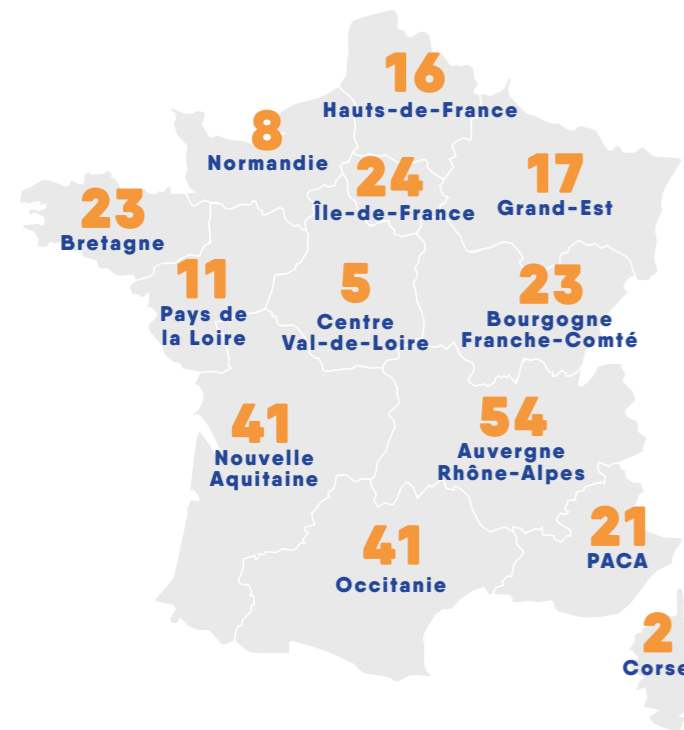 16
Hauts-de-France
8
Normandie
24
Île-de-France
17
Grand-Est
23
Bretagne
11
Pays de
la Loire
5
Centre
Val-de-Loire
23
Bourgogne
Franche-Comté
41
Nouvelle
Aquitaine
54
Auvergne
Rhône-Alpes
41
Occitanie
21
PACA
2
Corse